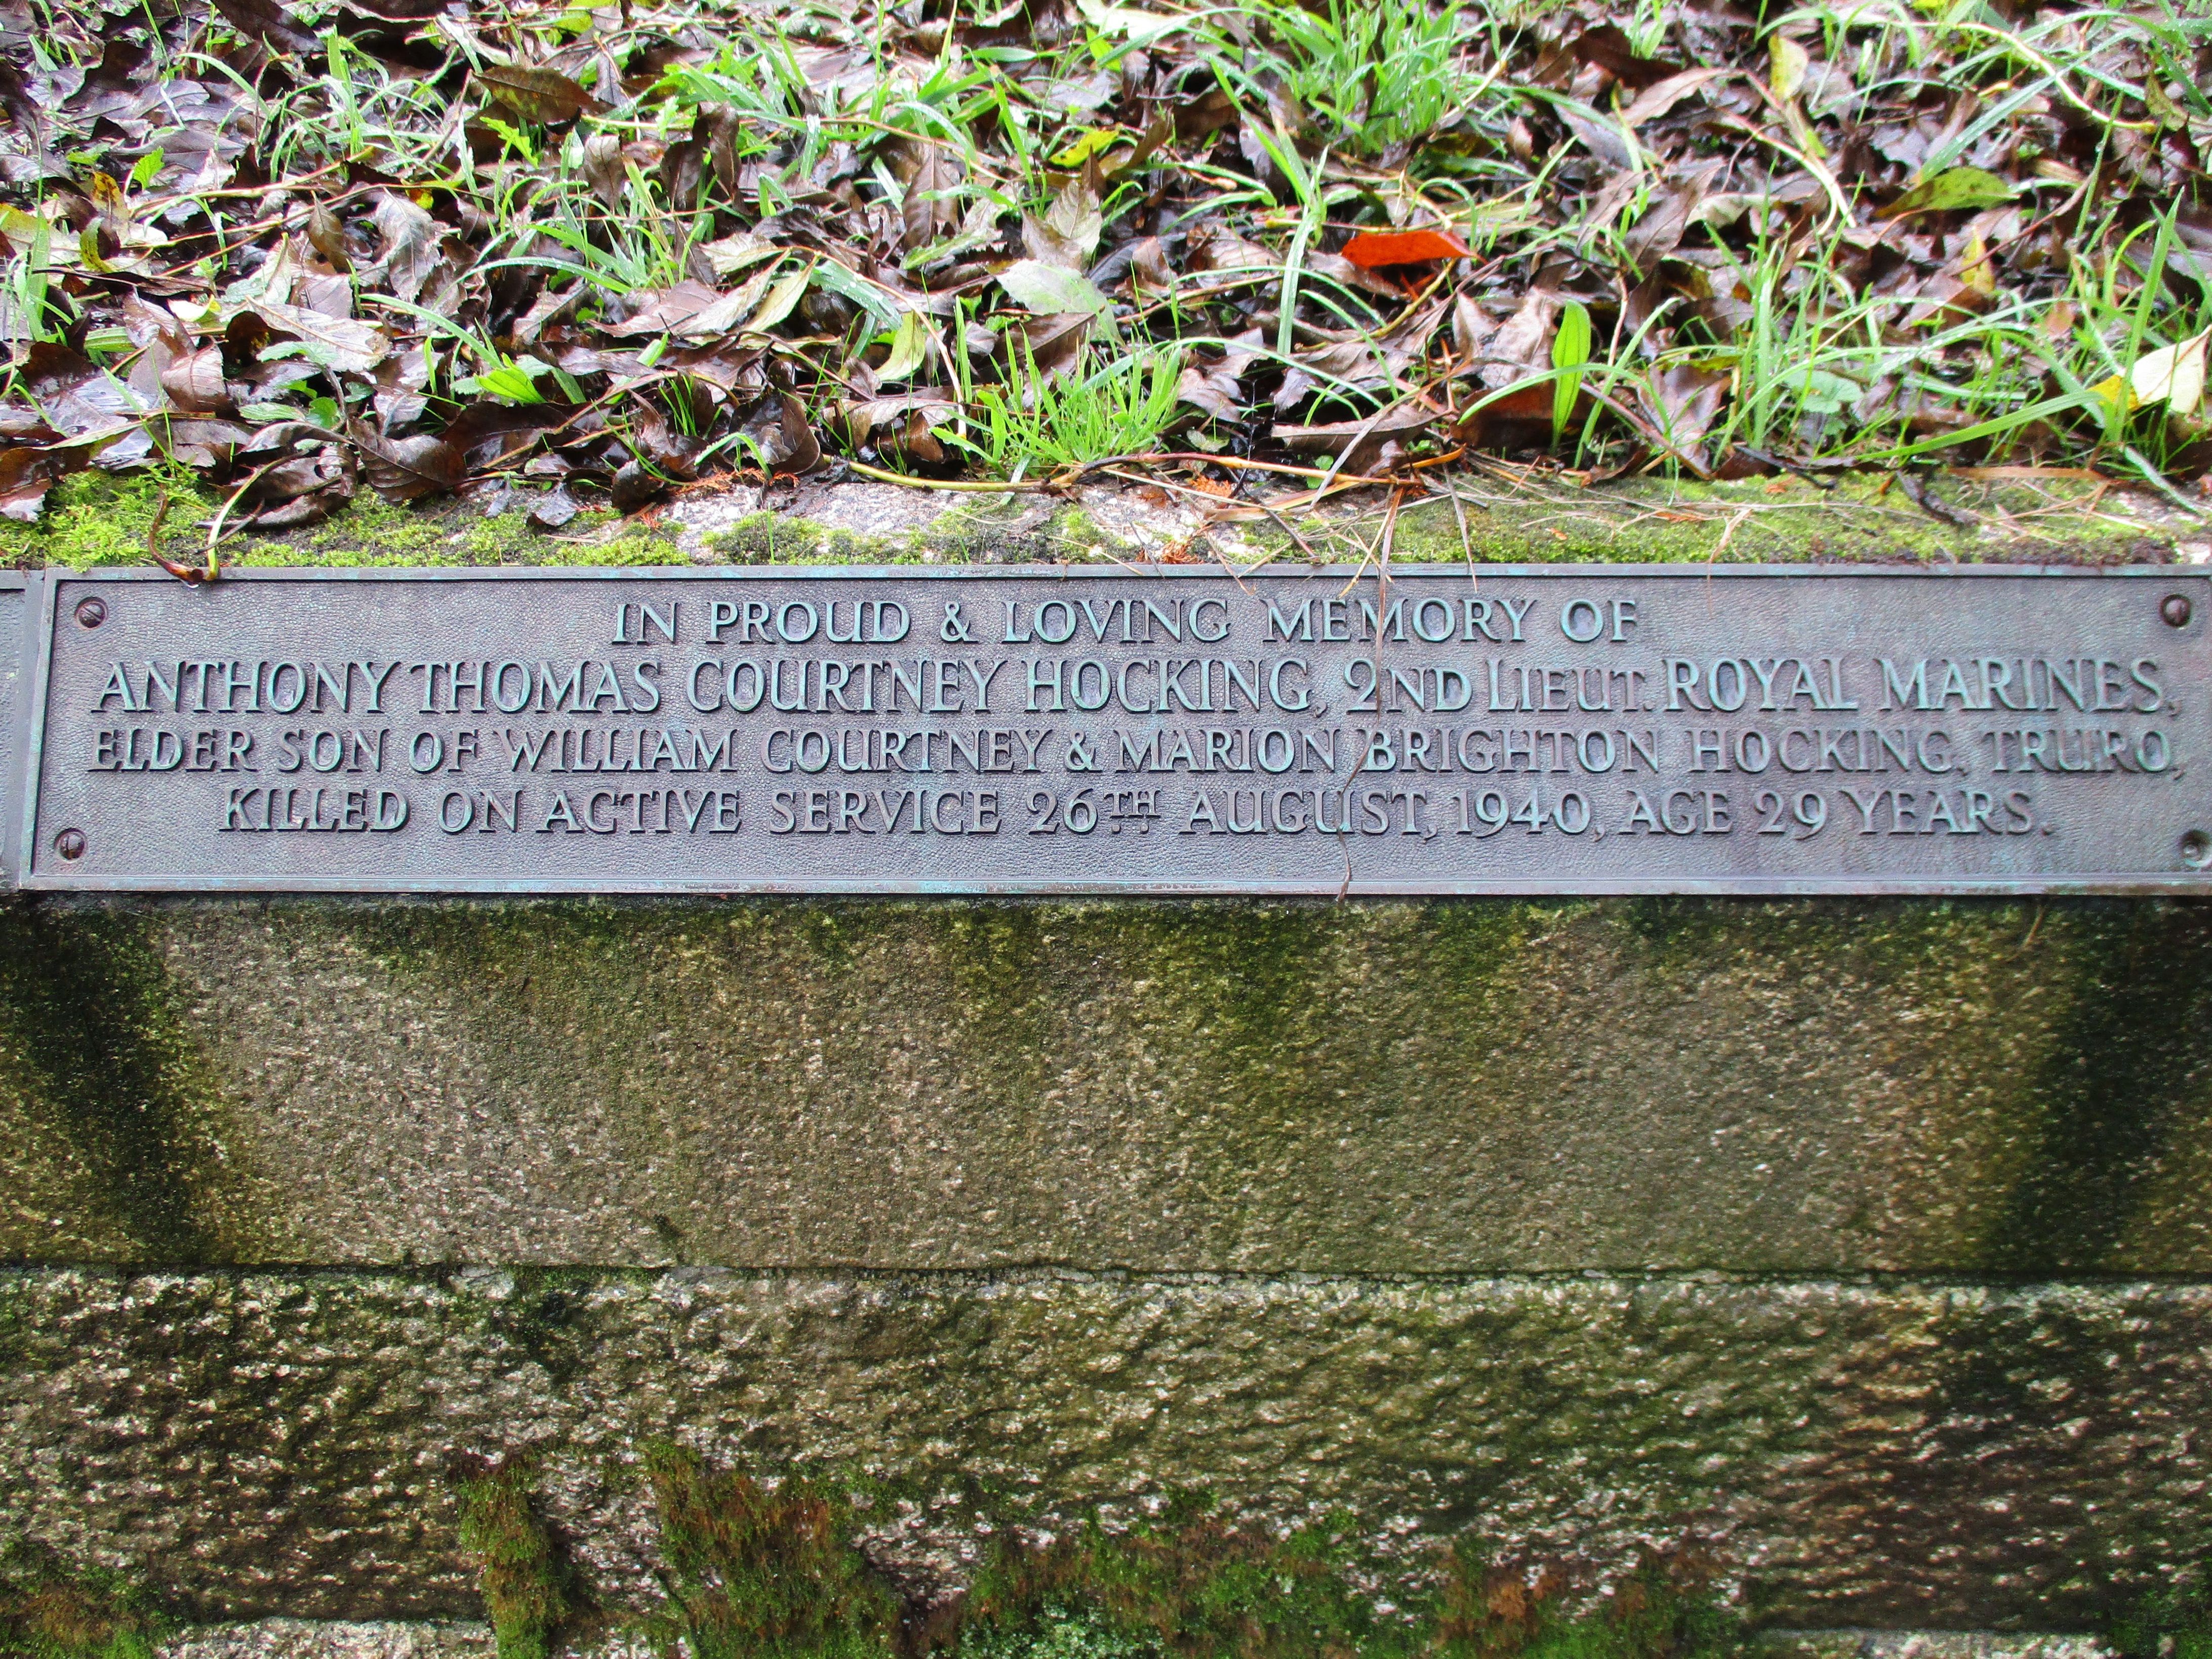 IN PROUD & LOVING MEMORY OF
ANTHONY THOMAS COURTNEY HOCKING, 2ND LIEUT. ROYAL MARINES,
ELDER SON OF WILLIAM COURTNEY & MARION BRIGHTON HOCKING, TRURO,
KILLED ON ACTIVE SERVICE 26TH AUGUST, 1940, AGE 29 YEARS.